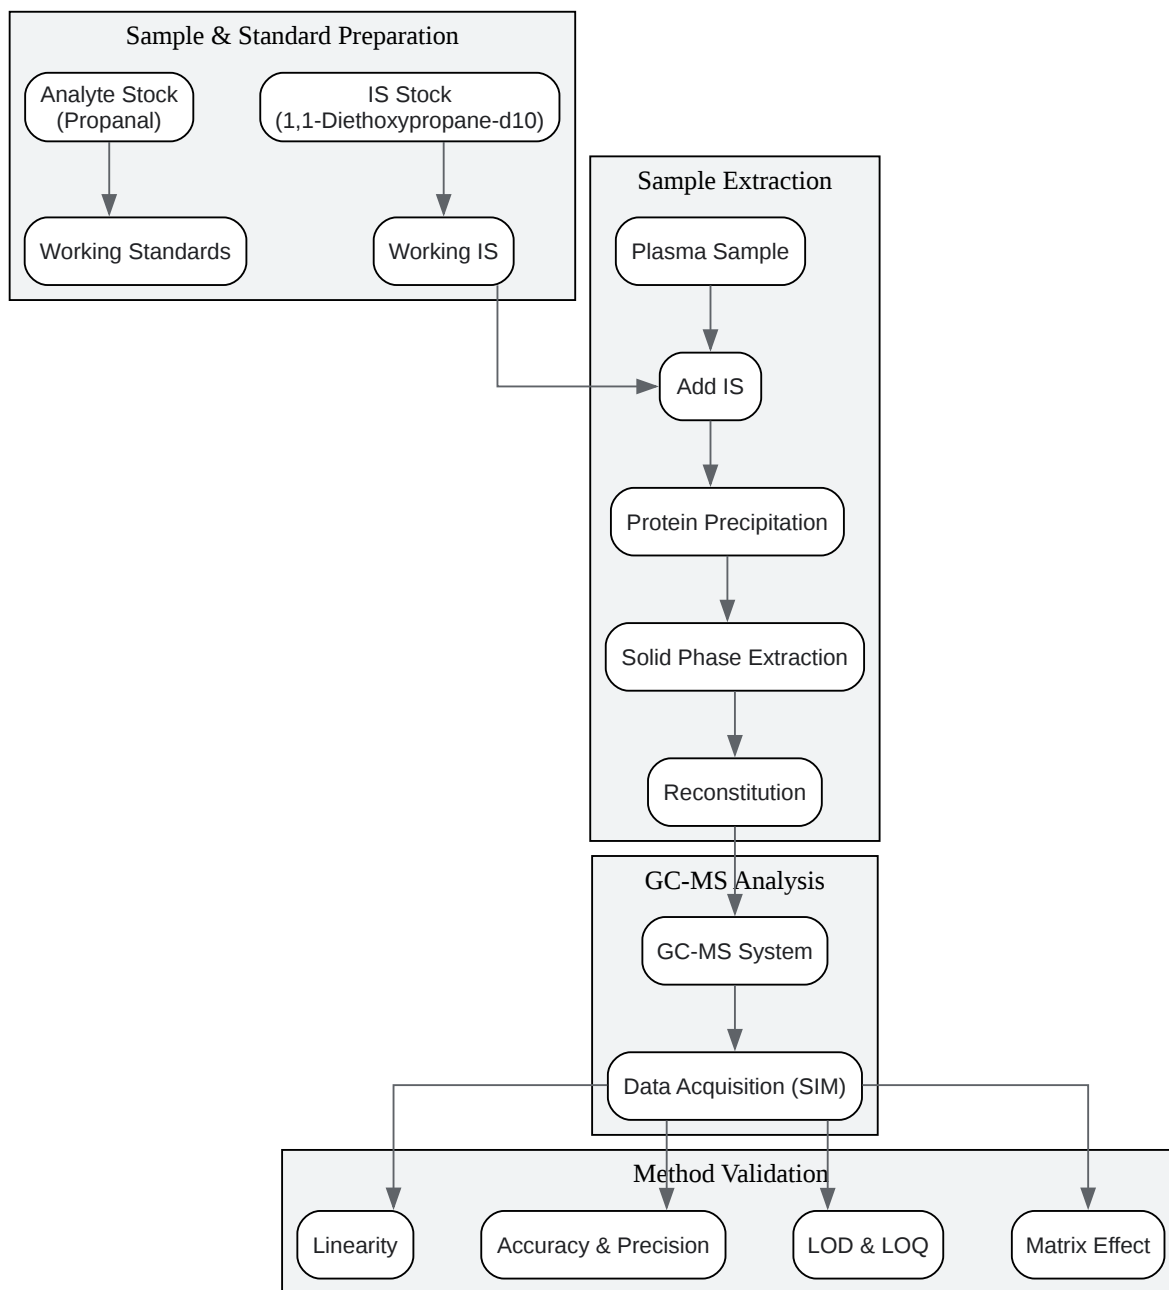 Sample & Standard Preparation
Analyte Stock
(Propanal)
IS Stock
(1,1-Diethoxypropane-d10)
Working Standards
Working IS
Sample Extraction
Plasma Sample
Add IS
Protein Precipitation
Solid Phase Extraction
Reconstitution
GC-MS Analysis
GC-MS System
Data Acquisition (SIM)
Method Validation
Linearity
Accuracy & Precision
LOD & LOQ
Matrix Effect